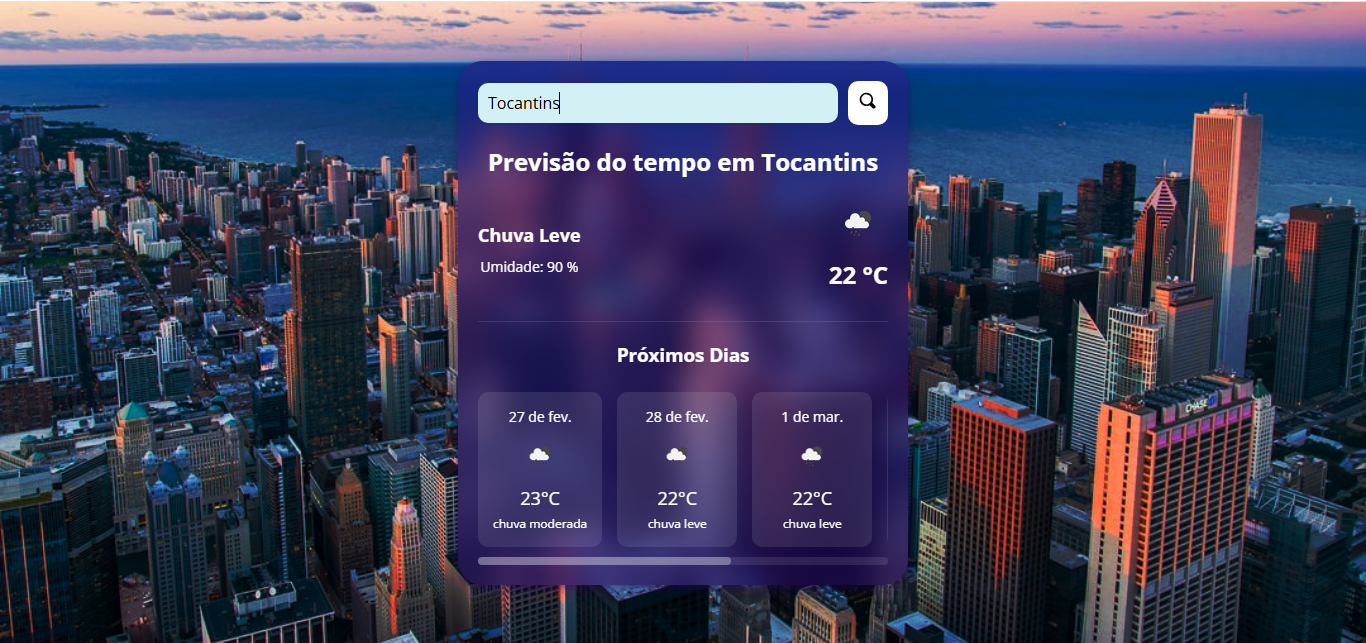 Tocantins
Previsão do tempo em Tocantins
Chuva Leve
Umidade: 90 %
22 °C
Próximos Dias
27 de fev.
23°C
chuva moderada
28 de fev.
22°C
chuva leve
1 de mar.
22°C
chuva leve
CHASE